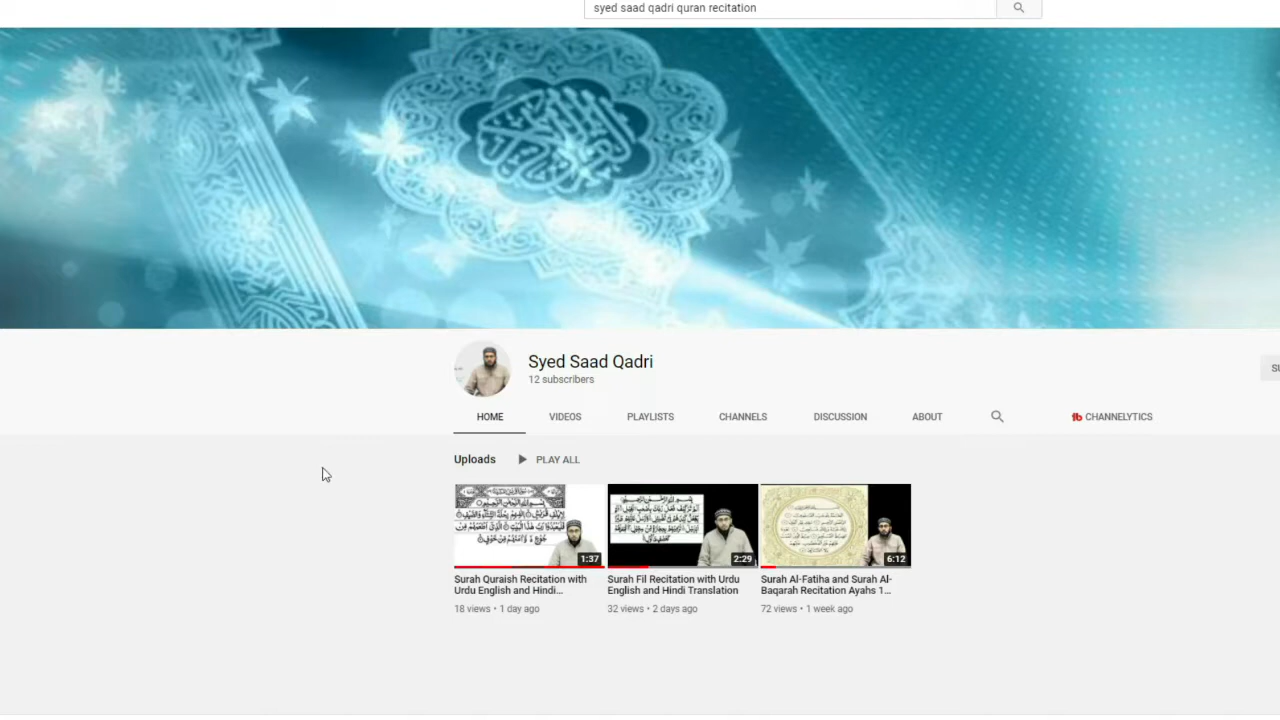 syed saad qadri quran recitation
Syed Saad Qadri
12 subscribers
HOME VIDEOS PLAYLISTS CHANNELS DISCUSSION ABOUT CHANNELYTICS
Uploads PLAY ALL
1:37 2:29 6:12
Surah Quraish Recitation with
Urdu English and Hindi...
18 views • 1 day ago
Surah Fil Recitation with Urdu
English and Hindi Translation
32 views • 2 days ago
Surah Al-Fatiha and Surah Al-
Baqarah Recitation Ayahs 1...
72 views • 1 week ago